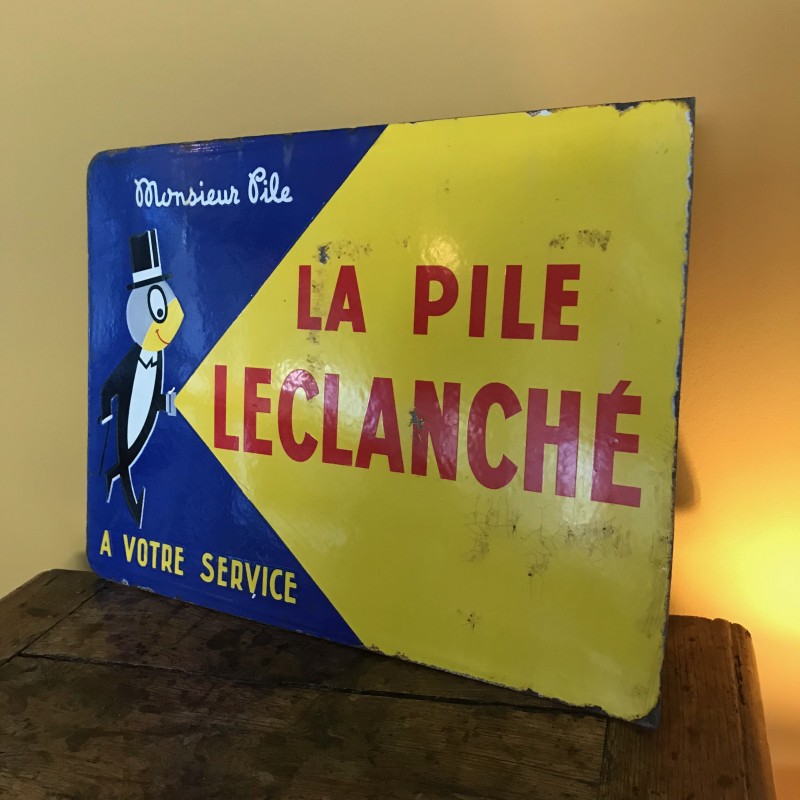 Monsieur Pile
LA PILE
LECLANCHÉ
A VOTRE SERVICE